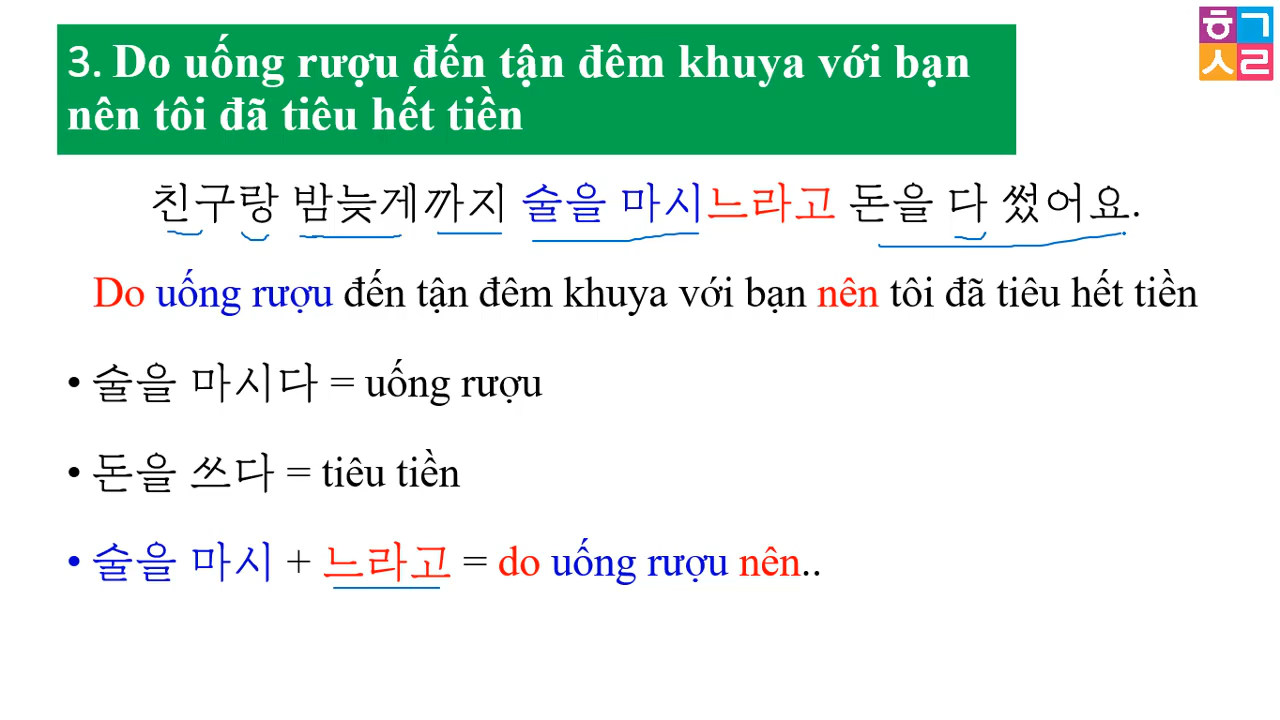 3. Do uống rượu đến tận đêm khuya với bạn
nên tôi đã tiêu hết tiền
ㅎㄱ
ㅅㄹ
친구랑 밤늦게까지 술을 마시느라고 돈을 다 썼어요.
Do uống rượu đến tận đêm khuya với bạn nên tôi đã tiêu hết tiền
• 술을 마시다 = uống rượu
• 돈을 쓰다 = tiêu tiền
• 술을 마시 +느라고 = do uống rượu nên..